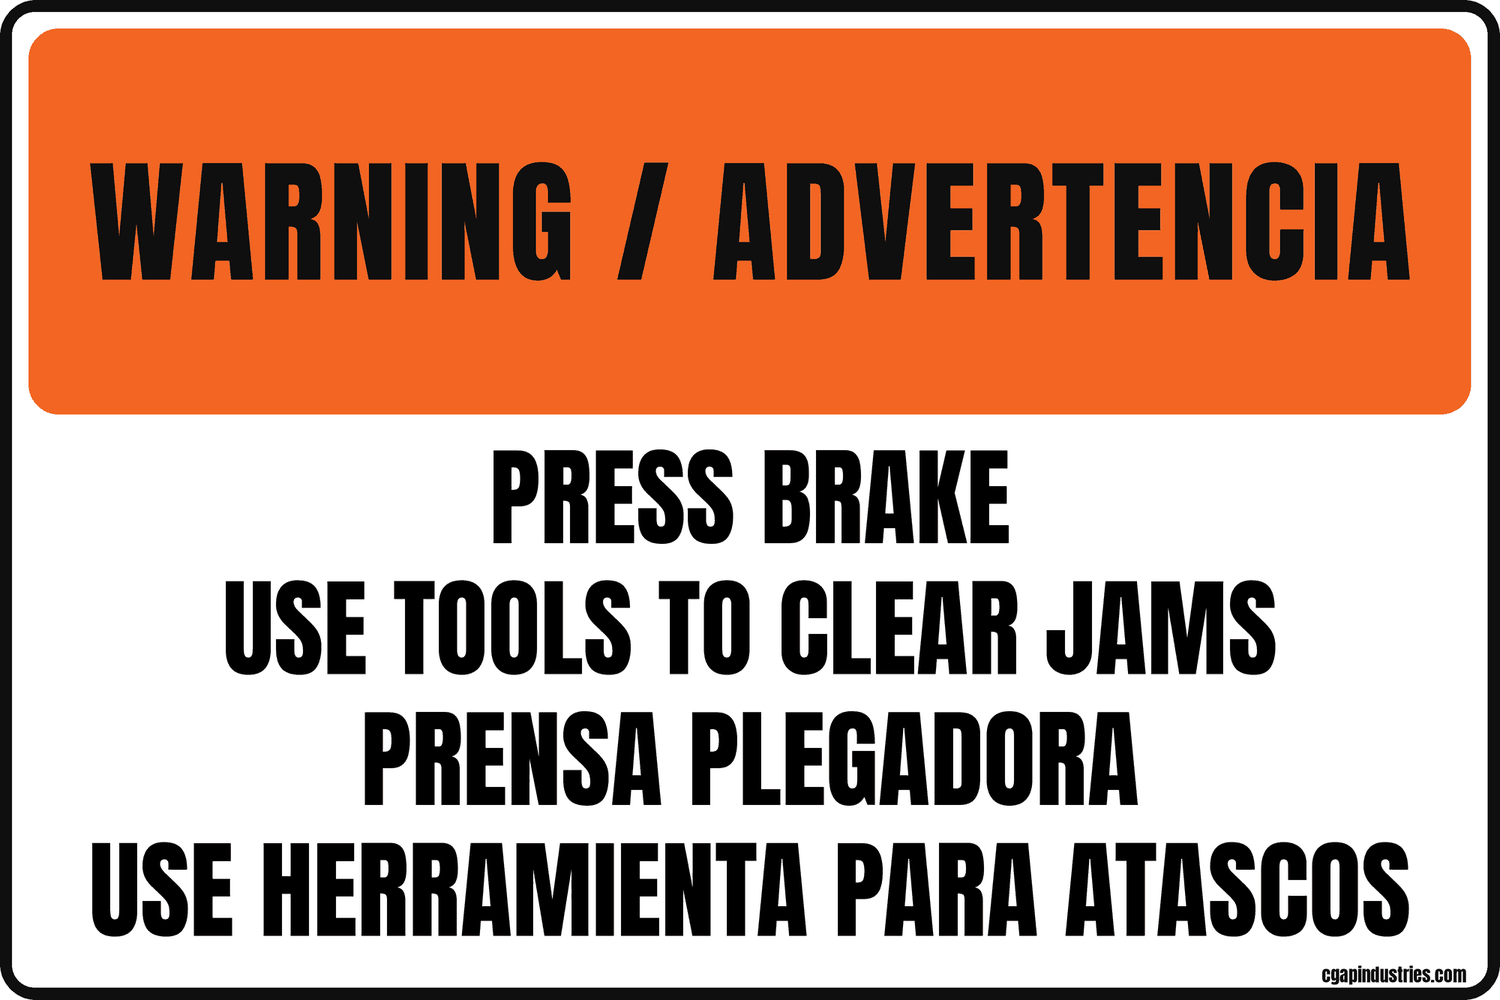 WARNING / ADVERTENCIA
PRESS BRAKE
USE TOOLS TO CLEAR JAMS
PRENSA PLEGADORA
USE HERRAMIENTA PARA ATASCOS
cgapindustries.com